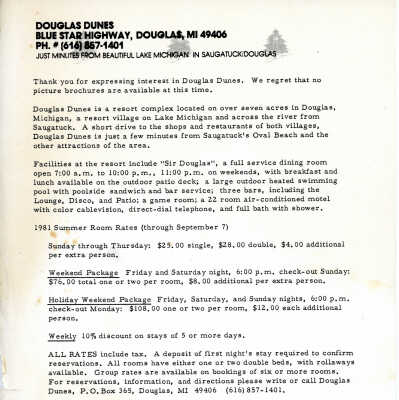 DOUGLAS DUNES
BLUE STAR HIGHWAY, DOUGLAS, MI 49406
PH. # (616) 857-1401
JUST MINUTES FROM BEAUTIFUL LAKE MICHIGAN IN SAUGATUCK/DOUGLAS
Thank you for expressing interest in Douglas Dunes. We regret that no
picture brochures are available at this time.
Douglas Dunes is a resort complex located on over seven acres in Douglas,
Michigan, a resort village on Lake Michigan and across the river from
Saugatuck. A short drive to the shops and restaurants of both villages,
Douglas Dunes is just a few minutes from Saugatuck's Oval Beach and the
other attractions of the area.
Facilities at the resort include "Sir Douglas", a full service dining room
open 7:00 a.m. to 10:00 p.m., 11:00 p.m. on weekends, with breakfast and
lunch available on the outdoor patio deck; a large outdoor heated swimming
pool with poolside sandwich and bar service; three bars, including the
Lounge, Disco, and Patio; a game room; a 22 room air-conditioned motel
with color cablevision, direct-dial telephone, and full bath with shower.
1981 Summer Room Rates (through September 7)
Sunday through Thursday: $25.00 single, $28.00 double, $4.00 additional
per extra person.
Weekend Package Friday and Saturday night, 6:00 p.m. check-out Sunday:
$76.00 total one or two per room, $8.00 additional per extra person.
Holiday Weekend Package Friday, Saturday, and Sunday nights, 6:00 p.m.
check-out Monday: $108.00 one or two per room, $12.00 each additional
person.
Weekly 10% discount on stays of 5 or more days.
ALL RATES include tax. A deposit of first night's stay required to confirm
reservations. All rooms have either one or two double beds, with rollaways
available. Group rates are available on bookings of six or more rooms.
For reservations, information, and directions please write or call Douglas
Dunes, P.O. Box 365, Douglas, MI 49406 (616) 857-1401.